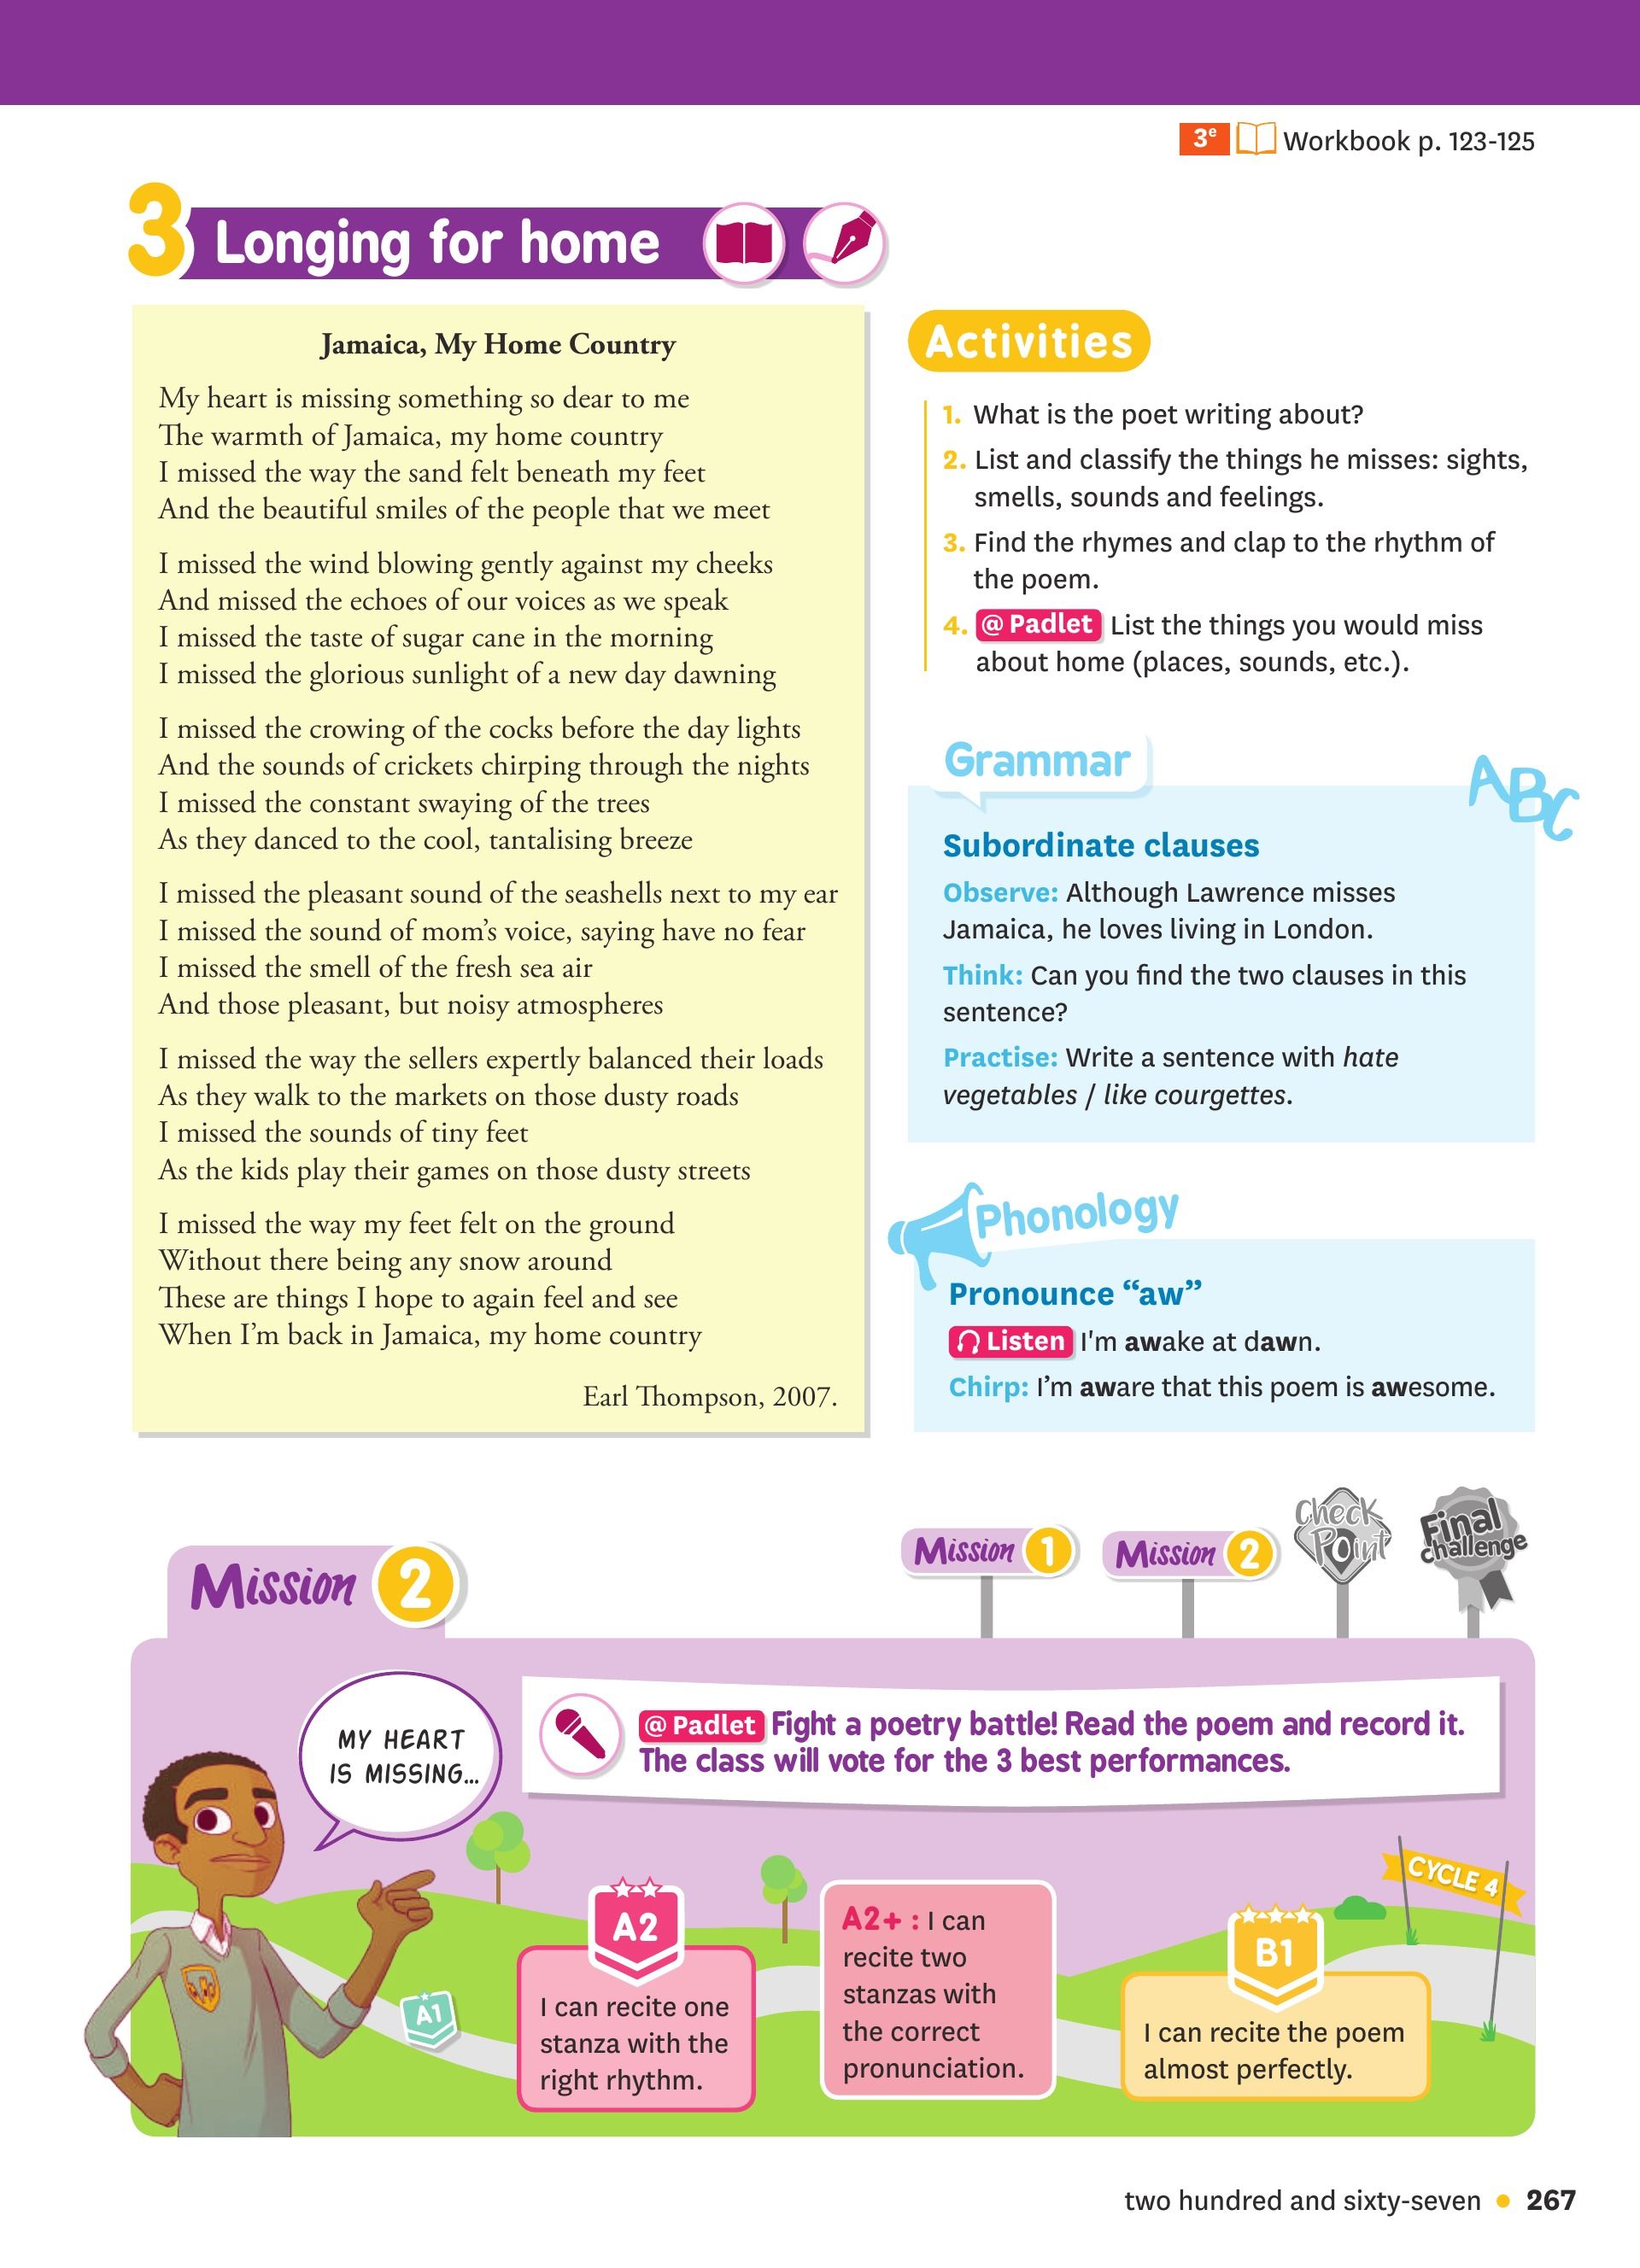 3e Workbook p. 123-125
3 Longing for home
Jamaica, My Home Country
My heart is missing something so dear to me
The warmth of Jamaica, my home country
I missed the way the sand felt beneath my feet
And the beautiful smiles of the people that we meet
I missed the wind blowing gently against my cheeks
And missed the echoes of our voices as we speak
I missed the taste of sugar cane in the morning
I missed the glorious sunlight of a new day dawning
I missed the crowing of the cocks before the day lights
And the sounds of crickets chirping through the nights
I missed the constant swaying of the trees
As they danced to the cool, tantalising breeze
I missed the pleasant sound of the seashells next to my ear
I missed the sound of mom's voice, saying have no fear
I missed the smell of the fresh sea air
And those pleasant, but noisy atmospheres
I missed the way the sellers expertly balanced their loads
As they walk to the markets on those dusty roads
I missed the sounds of tiny feet
As the kids play their games on those dusty streets
I missed the way my feet felt on the ground
Without there being any snow around
These are things I hope to again feel and see
When I'm back in Jamaica, my home country
Earl Thompson, 2007.
Activities
1. What is the poet writing about?
2. List and classify the things he misses: sights,
smells, sounds and feelings.
3. Find the rhymes and clap to the rhythm of
the poem.
4. @ Padlet List the things you would miss
about home (places, sounds, etc.).
Grammar
ABC
Subordinate clauses
Observe: Although Lawrence misses
Jamaica, he loves living in London.
Think: Can you find the two clauses in this
sentence?
Practise: Write a sentence with hate
vegetables / like courgettes.
Phonology
Pronounce “aw”
Listen I'm awake at dawn.
Chirp: I'm aware that this poem is awesome.
Mission 2
Mission 1
Mission 2
Check
Point
Final
Challenge
MY HEART
IS MISSING...
@ Padlet Fight a poetry battle! Read the poem and record it.
The class will vote for the 3 best performances.
CYCLE 4
A1
A2
I can recite one
stanza with the
right rhythm.
A2+ : I can
recite two
stanzas with
the correct
pronunciation.
B1
I can recite the poem
almost perfectly.
two hundred and sixty-seven • 267